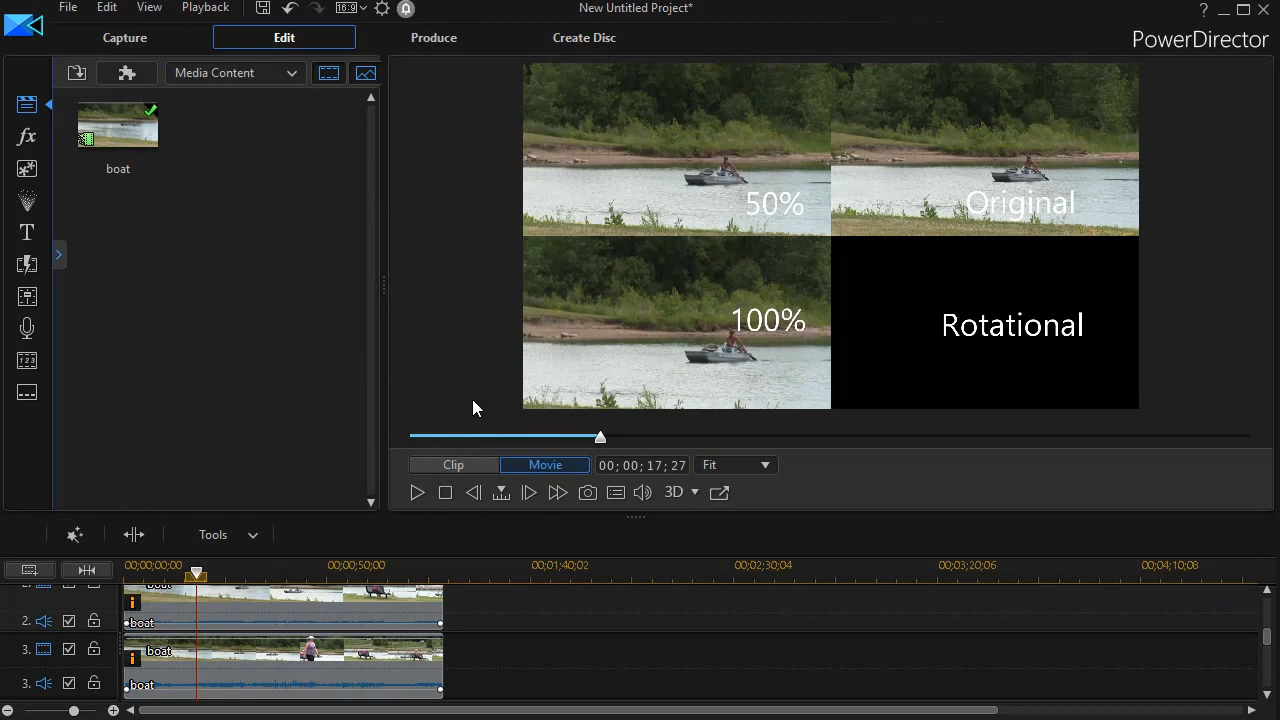 File Edit View Playback 16:9 New Untitled Project* ?
Capture Edit Produce Create Disc PowerDirector
Media Content
boat
fx
T
50%
Original
100%
Rotational
Clip Movie 00; 00; 17; 27 Fit
3D
Tools
00;00;00;00 00;00;50;00 00;01;40;02 00;02;30;04 00;03;20;06 00;04;10;08
2. boat
2. boat
3. boat
3. boat